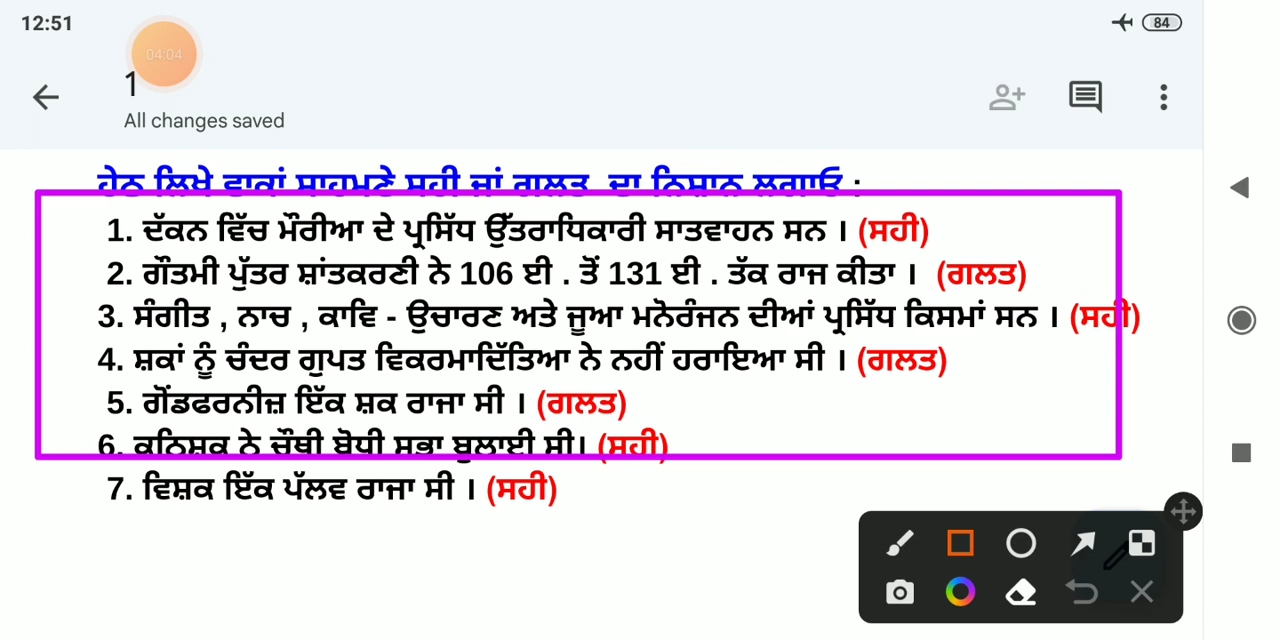 12:51
84
04:04
1
All changes saved
ਹੇਠ ਲਿਖੇ ਵਾਕਾਂ ਸਾਹਮਣੇ ਸਹੀ ਜਾਂ ਗਲਤ ਦਾ ਨਿਸ਼ਾਨ ਲਗਾਓ :
1. ਦੱਕਨ ਵਿੱਚ ਮੌਰੀਆ ਦੇ ਪ੍ਰਸਿੱਧ ਉੱਤਰਾਧਿਕਾਰੀ ਸਾਤਵਾਹਨ ਸਨ । (ਸਹੀ)
2. ਗੌਤਮੀ ਪੁੱਤਰ ਸ਼ਾਂਤਕਰਣੀ ਨੇ 106 ਈ . ਤੋਂ 131 ਈ . ਤੱਕ ਰਾਜ ਕੀਤਾ । (ਗਲਤ)
3. ਸੰਗੀਤ , ਨਾਚ , ਕਾਵਿ - ਉਚਾਰਣ ਅਤੇ ਜੂਆ ਮਨੋਰੰਜਨ ਦੀਆਂ ਪ੍ਰਸਿੱਧ ਕਿਸਮਾਂ ਸਨ । (ਸਹੀ)
4. ਸ਼ਕਾਂ ਨੂੰ ਚੰਦਰ ਗੁਪਤ ਵਿਕਰਮਾਦਿੱਤਿਆ ਨੇ ਨਹੀਂ ਹਰਾਇਆ ਸੀ । (ਗਲਤ)
5. ਗੋਂਡਫਰਨੀਜ਼ ਇੱਕ ਸ਼ਕ ਰਾਜਾ ਸੀ । (ਗਲਤ)
6. ਕਨਿਸ਼ਕ ਨੇ ਚੌਥੀ ਬੋਧੀ ਸਭਾ ਬੁਲਾਈ ਸੀ। (ਸਹੀ)
7. ਵਿਸ਼ਕ ਇੱਕ ਪੱਲਵ ਰਾਜਾ ਸੀ । (ਸਹੀ)